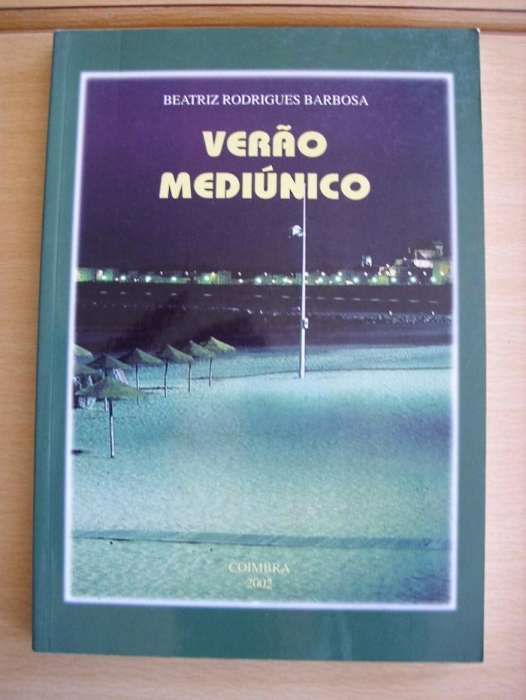 BEATRIZ RODRIGUES BARBOSA
VERÃO
MEDIÚNICO
COIMBRA
2002